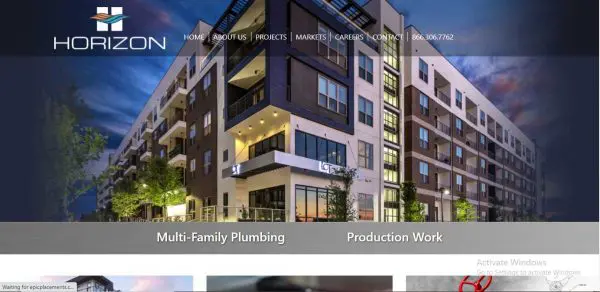 HORIZON
HOME ABOUT US PROJECTS MARKETS CAREERS CONTACT 866.306.7762
Multi-Family Plumbing Production Work
Activate Windows
Go to Settings to activate Windows.
Waiting for epicplacements.c...